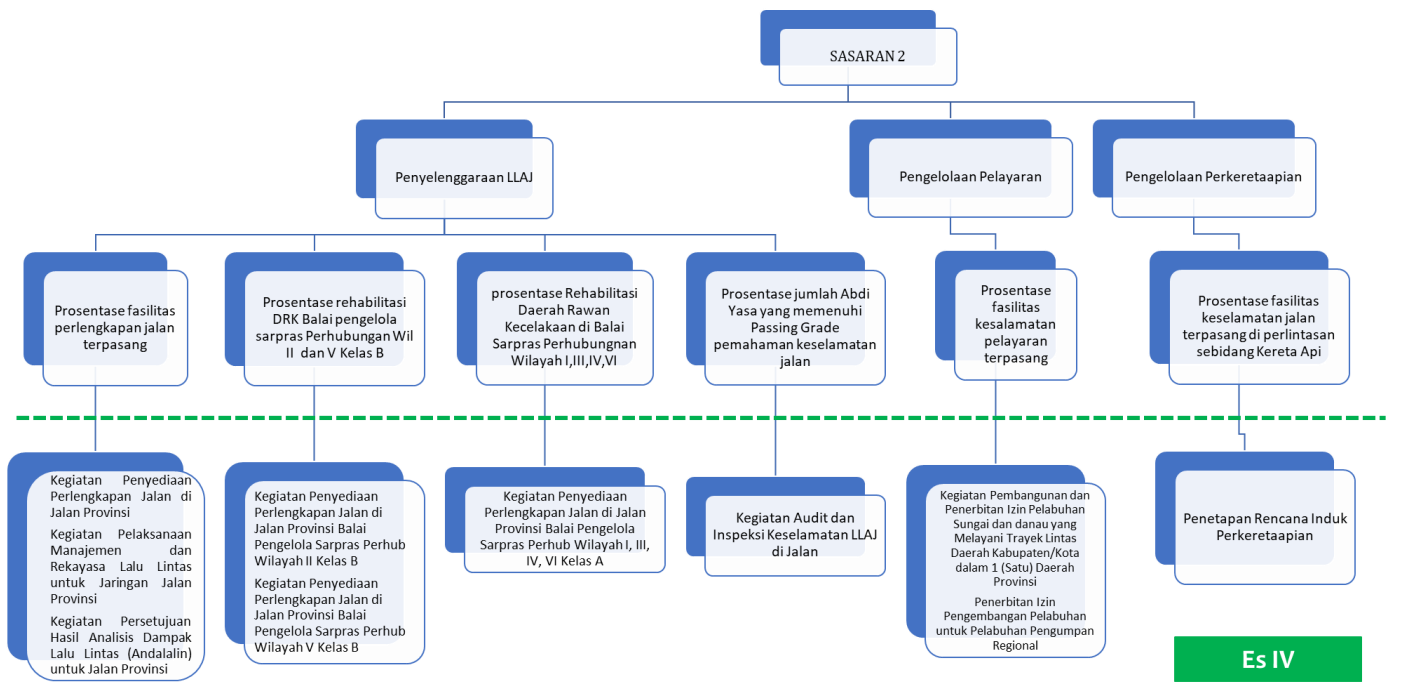 SASARAN 2
Penyelenggaraan LLAJ
Pengelolaan Pelayaran
Pengelolaan Perkeretaapian
Prosentase fasilitas
perlengkapan jalan
terpasang
Prosentase rehabilitasi
DRK Balai pengelola
sarpras Perhubungan Wil
II dan V Kelas B
prosentase Rehabilitasi
Daerah Rawan
Kecelakaan di Balai
Sarpras Perhubungnan
Wilayah I,III,IV,VI
Prosentase jumlah Abdi
Yasa yang memenuhi
Passing Grade
pemahaman keselamatan
jalan
Prosentase
fasilitas
kesalamatan
pelayaran
terpasang
Prosentase fasilitas
keselamatan jalan
terpasang di perlintasan
sebidang Kereta Api
Kegiatan Penyediaan
Perlengkapan Jalan di
Jalan Provinsi
Kegiatan Pelaksanaan
Manajemen dan
Rekayasa Lalu Lintas
untuk Jaringan Jalan
Provinsi
Kegiatan Persetujuan
Hasil Analisis Dampak
Lalu Lintas (Andalalin)
untuk Jalan Provinsi
Kegiatan Penyediaan
Perlengkapan Jalan di
Jalan Provinsi Balai
Pengelola Sarpras Perhub
Wilayah II Kelas B
Kegiatan Penyediaan
Perlengkapan Jalan di
Jalan Provinsi Balai
Pengelola Sarpras Perhub
Wilayah V Kelas B
Kegiatan Penyediaan
Perlengkapan Jalan di Jalan
Provinsi Balai Pengelola
Sarpras Perhub Wilayah I, III,
IV, VI Kelas A
Kegiatan Audit dan
Inspeksi Keselamatan LLAJ
di Jalan
Kegiatan Pembangunan dan
Penerbitan Izin Pelabuhan
Sungai dan danau yang
Melayani Trayek Lintas
Daerah Kabupaten/Kota
dalam 1 (Satu) Daerah
Provinsi
Penerbitan Izin
Pengembangan Pelabuhan
untuk Pelabuhan Pengumpan
Regional
Penetapan Rencana Induk
Perkeretaapian
Es IV